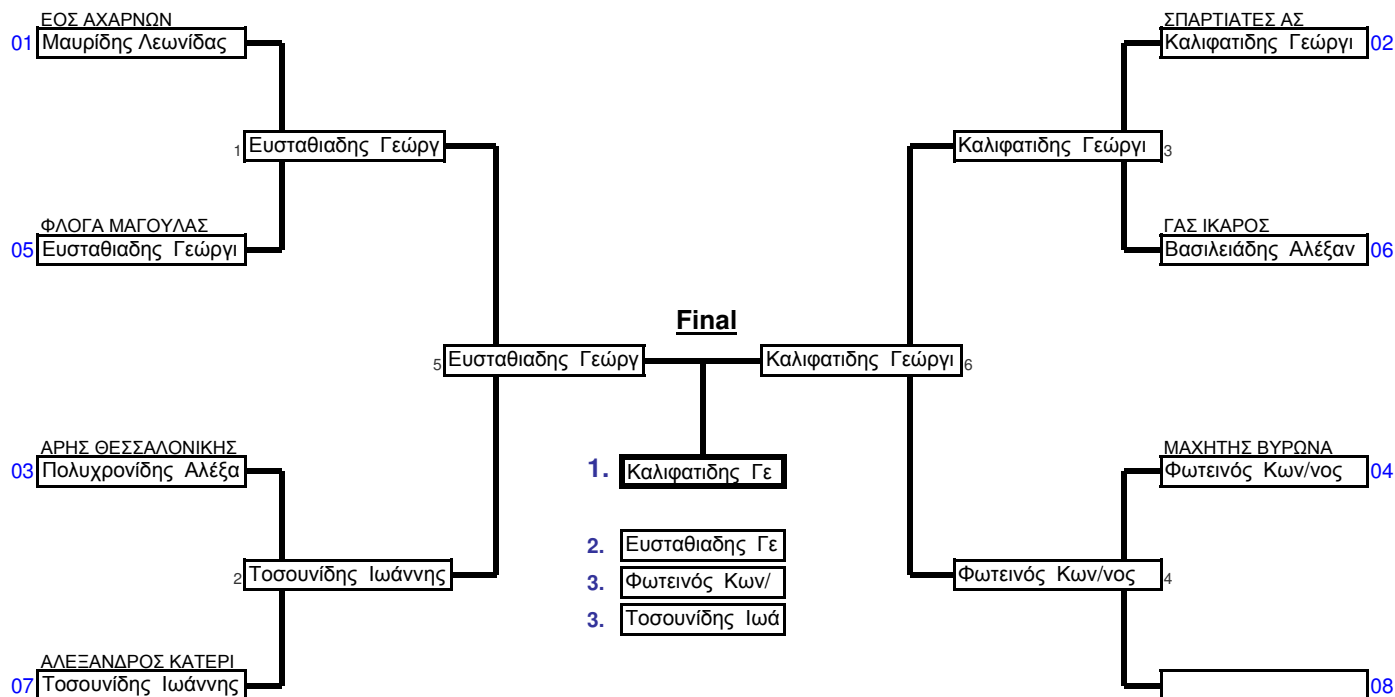 ΕΟΣ ΑΧΑΡΝΩΝ
01 Μαυρίδης Λεωνίδας
ΣΠΑΡΤΙΑΤΕΣ ΑΣ
Καλιφατιδης Γεώργι 02
1 Ευσταθιαδης Γεώργ
Καλιφατιδης Γεώργι 3
ΦΛΟΓΑ ΜΑΓΟΥΛΑΣ
05 Ευσταθιαδης Γεώργι
ΓΑΣ ΙΚΑΡΟΣ
Βασιλειάδης Αλέξαν 06
Final
5 Ευσταθιαδης Γεώργ
Καλιφατιδης Γεώργι 6
ΑΡΗΣ ΘΕΣΣΑΛΟΝΙΚΗΣ
03 Πολυχρονίδης Αλέξα
1. Καλιφατιδης Γε
ΜΑΧΗΤΗΣ ΒΥΡΩΝΑ
Φωτεινός Κων/νος 04
2. Ευσταθιαδης Γε
2 Τοσουνίδης Ιωάννης
3. Φωτεινός Κων/
Φωτεινός Κων/νος 4
3. Τοσουνίδης Ιωά
ΑΛΕΞΑΝΔΡΟΣ ΚΑΤΕΡΙ
07 Τοσουνίδης Ιωάννης
08